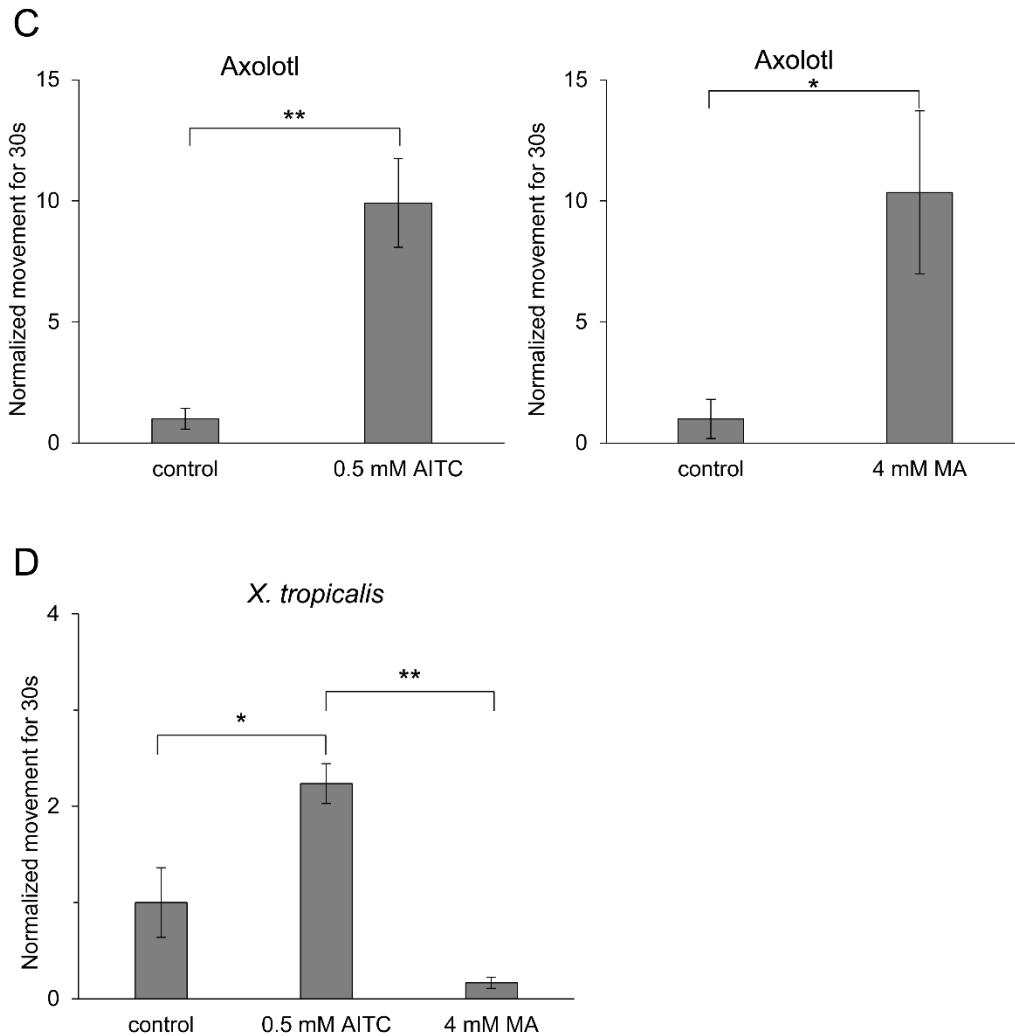 C
Axolotl
Normalized movement for 30s
15
10
5
0
**
control
0.5 mM AITC
Axolotl
Normalized movement for 30s
15
10
5
0
*
control
4 mM MA
D
X. tropicalis
Normalized movement for 30s
4
2
0
*
**
control
0.5 mM AITC
4 mM MA